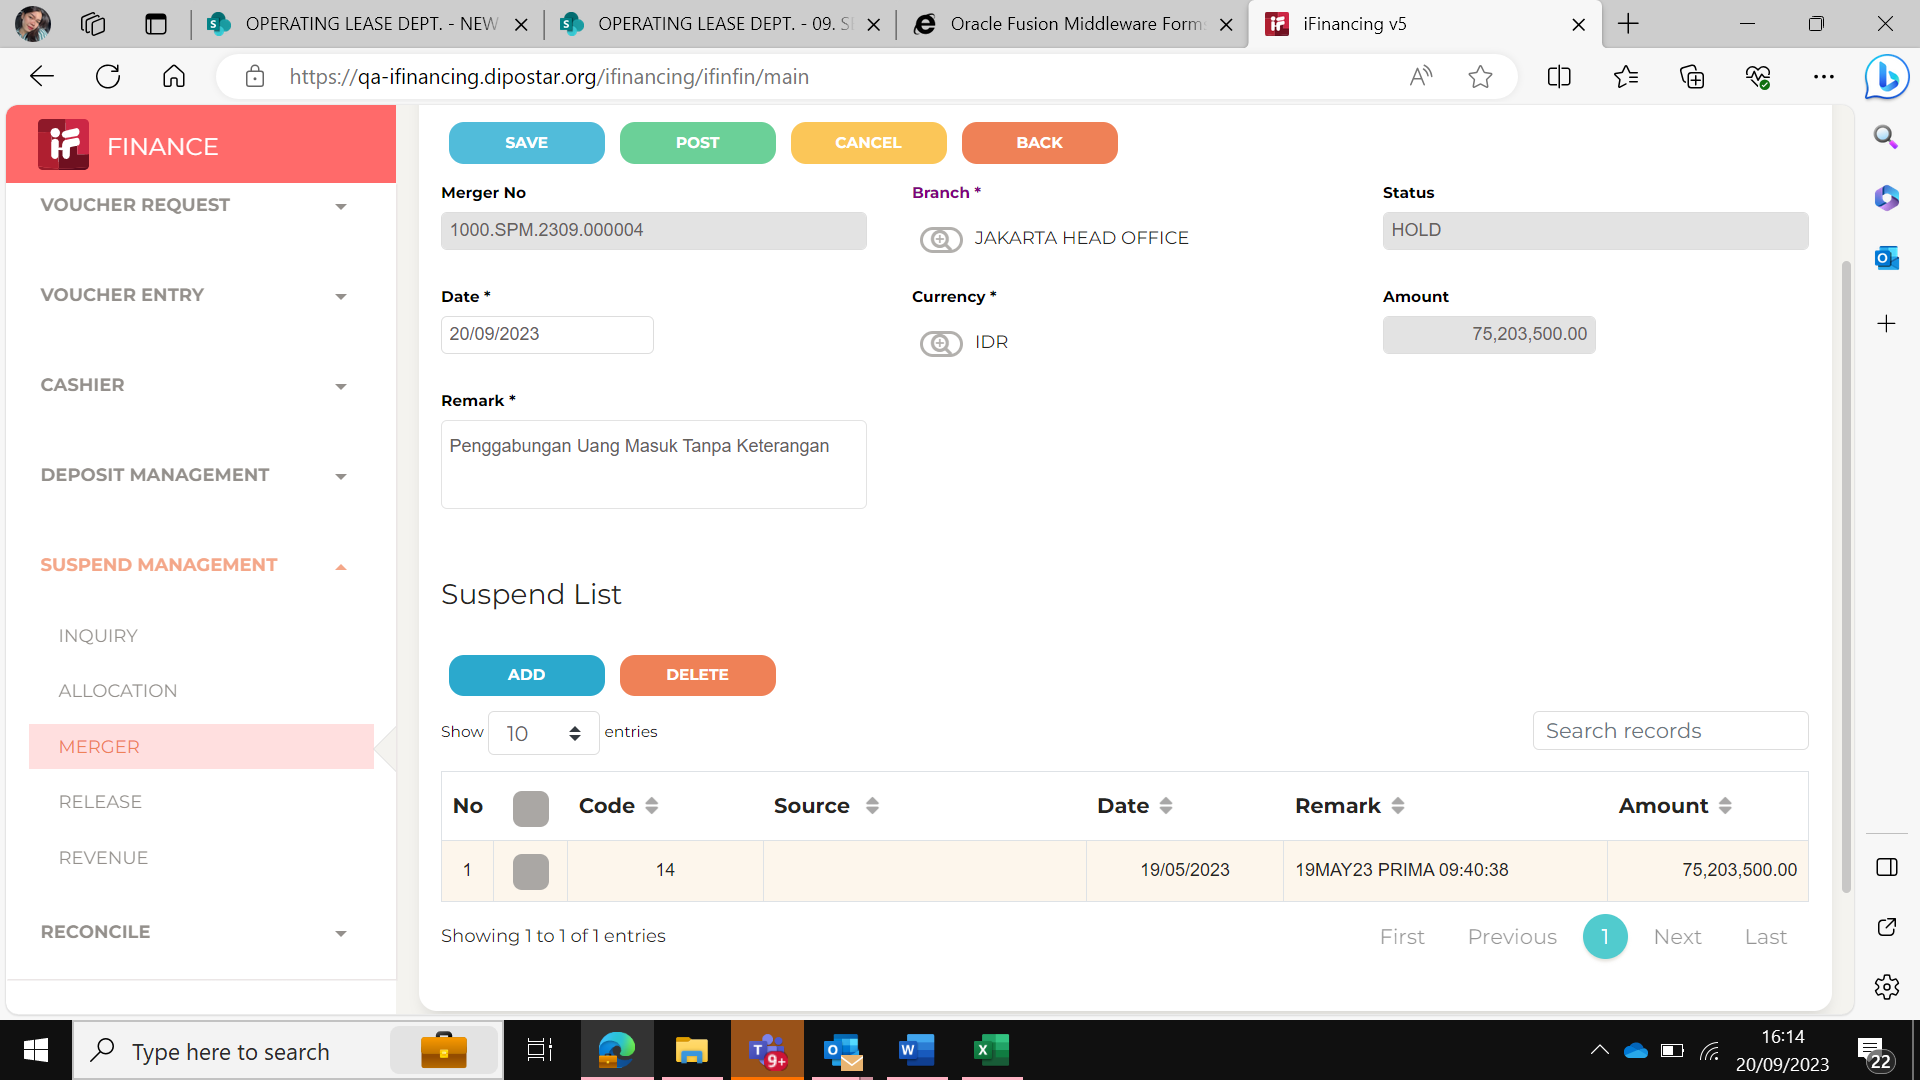 OPERATING LEASE DEPT. - NEW
OPERATING LEASE DEPT. - 09. S
Oracle Fusion Middleware Forms
iFinancing v5
https://qa-ifinancing.dipostar.org/ifinancing/ifinfin/main
iF FINANCE
VOUCHER REQUEST
VOUCHER ENTRY
CASHIER
DEPOSIT MANAGEMENT
SUSPEND MANAGEMENT
INQUIRY
ALLOCATION
MERGER
RELEASE
REVENUE
RECONCILE
SAVE POST CANCEL BACK
Merger No
1000.SPM.2309.000004
Branch *
JAKARTA HEAD OFFICE
Status
HOLD
Date *
20/09/2023
Currency *
IDR
Amount
75,203,500.00
Remark *
Penggabungan Uang Masuk Tanpa Keterangan
Suspend List
ADD DELETE
Show 10 entries
Search records
No Code Source Date Remark Amount
1 14 19/05/2023 19MAY23 PRIMA 09:40:38 75,203,500.00
Showing 1 to 1 of 1 entries
First Previous 1 Next Last
Type here to search
9+
16:14
20/09/2023
22